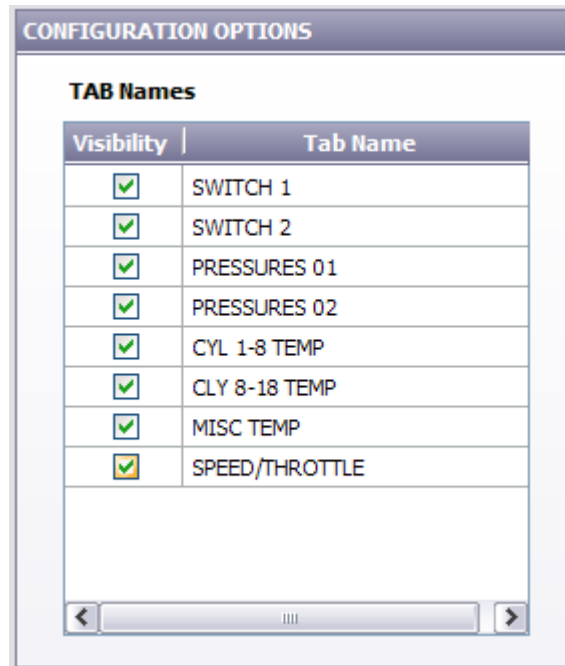 CONFIGURATION OPTIONS
TAB Names
Visibility Tab Name
SWITCH 1
SWITCH 2
PRESSURES 01
PRESSURES 02
CYL 1-8 TEMP
CLY 8-18 TEMP
MISC TEMP
SPEED/THROTTLE